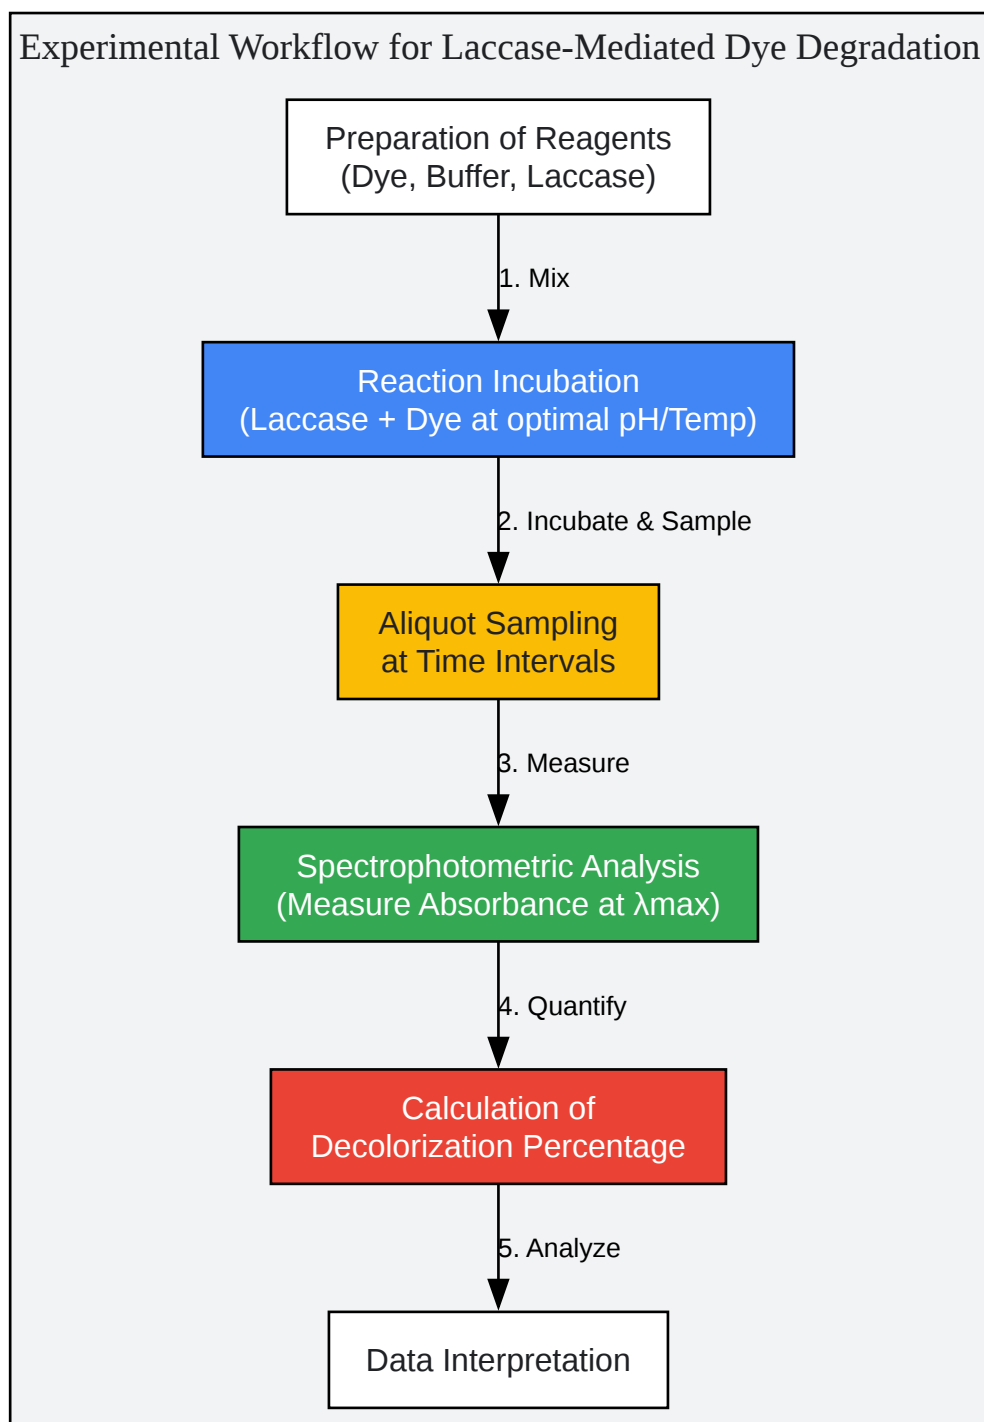 Experimental Workflow for Laccase-Mediated Dye Degradation
Preparation of Reagents
(Dye, Buffer, Laccase)
1. Mix
Reaction Incubation
(Laccase + Dye at optimal pH/Temp)
2. Incubate & Sample
Aliquot Sampling
at Time Intervals
3. Measure
Spectrophotometric Analysis
(Measure Absorbance at λmax)
4. Quantify
Calculation of
Decolorization Percentage
5. Analyze
Data Interpretation